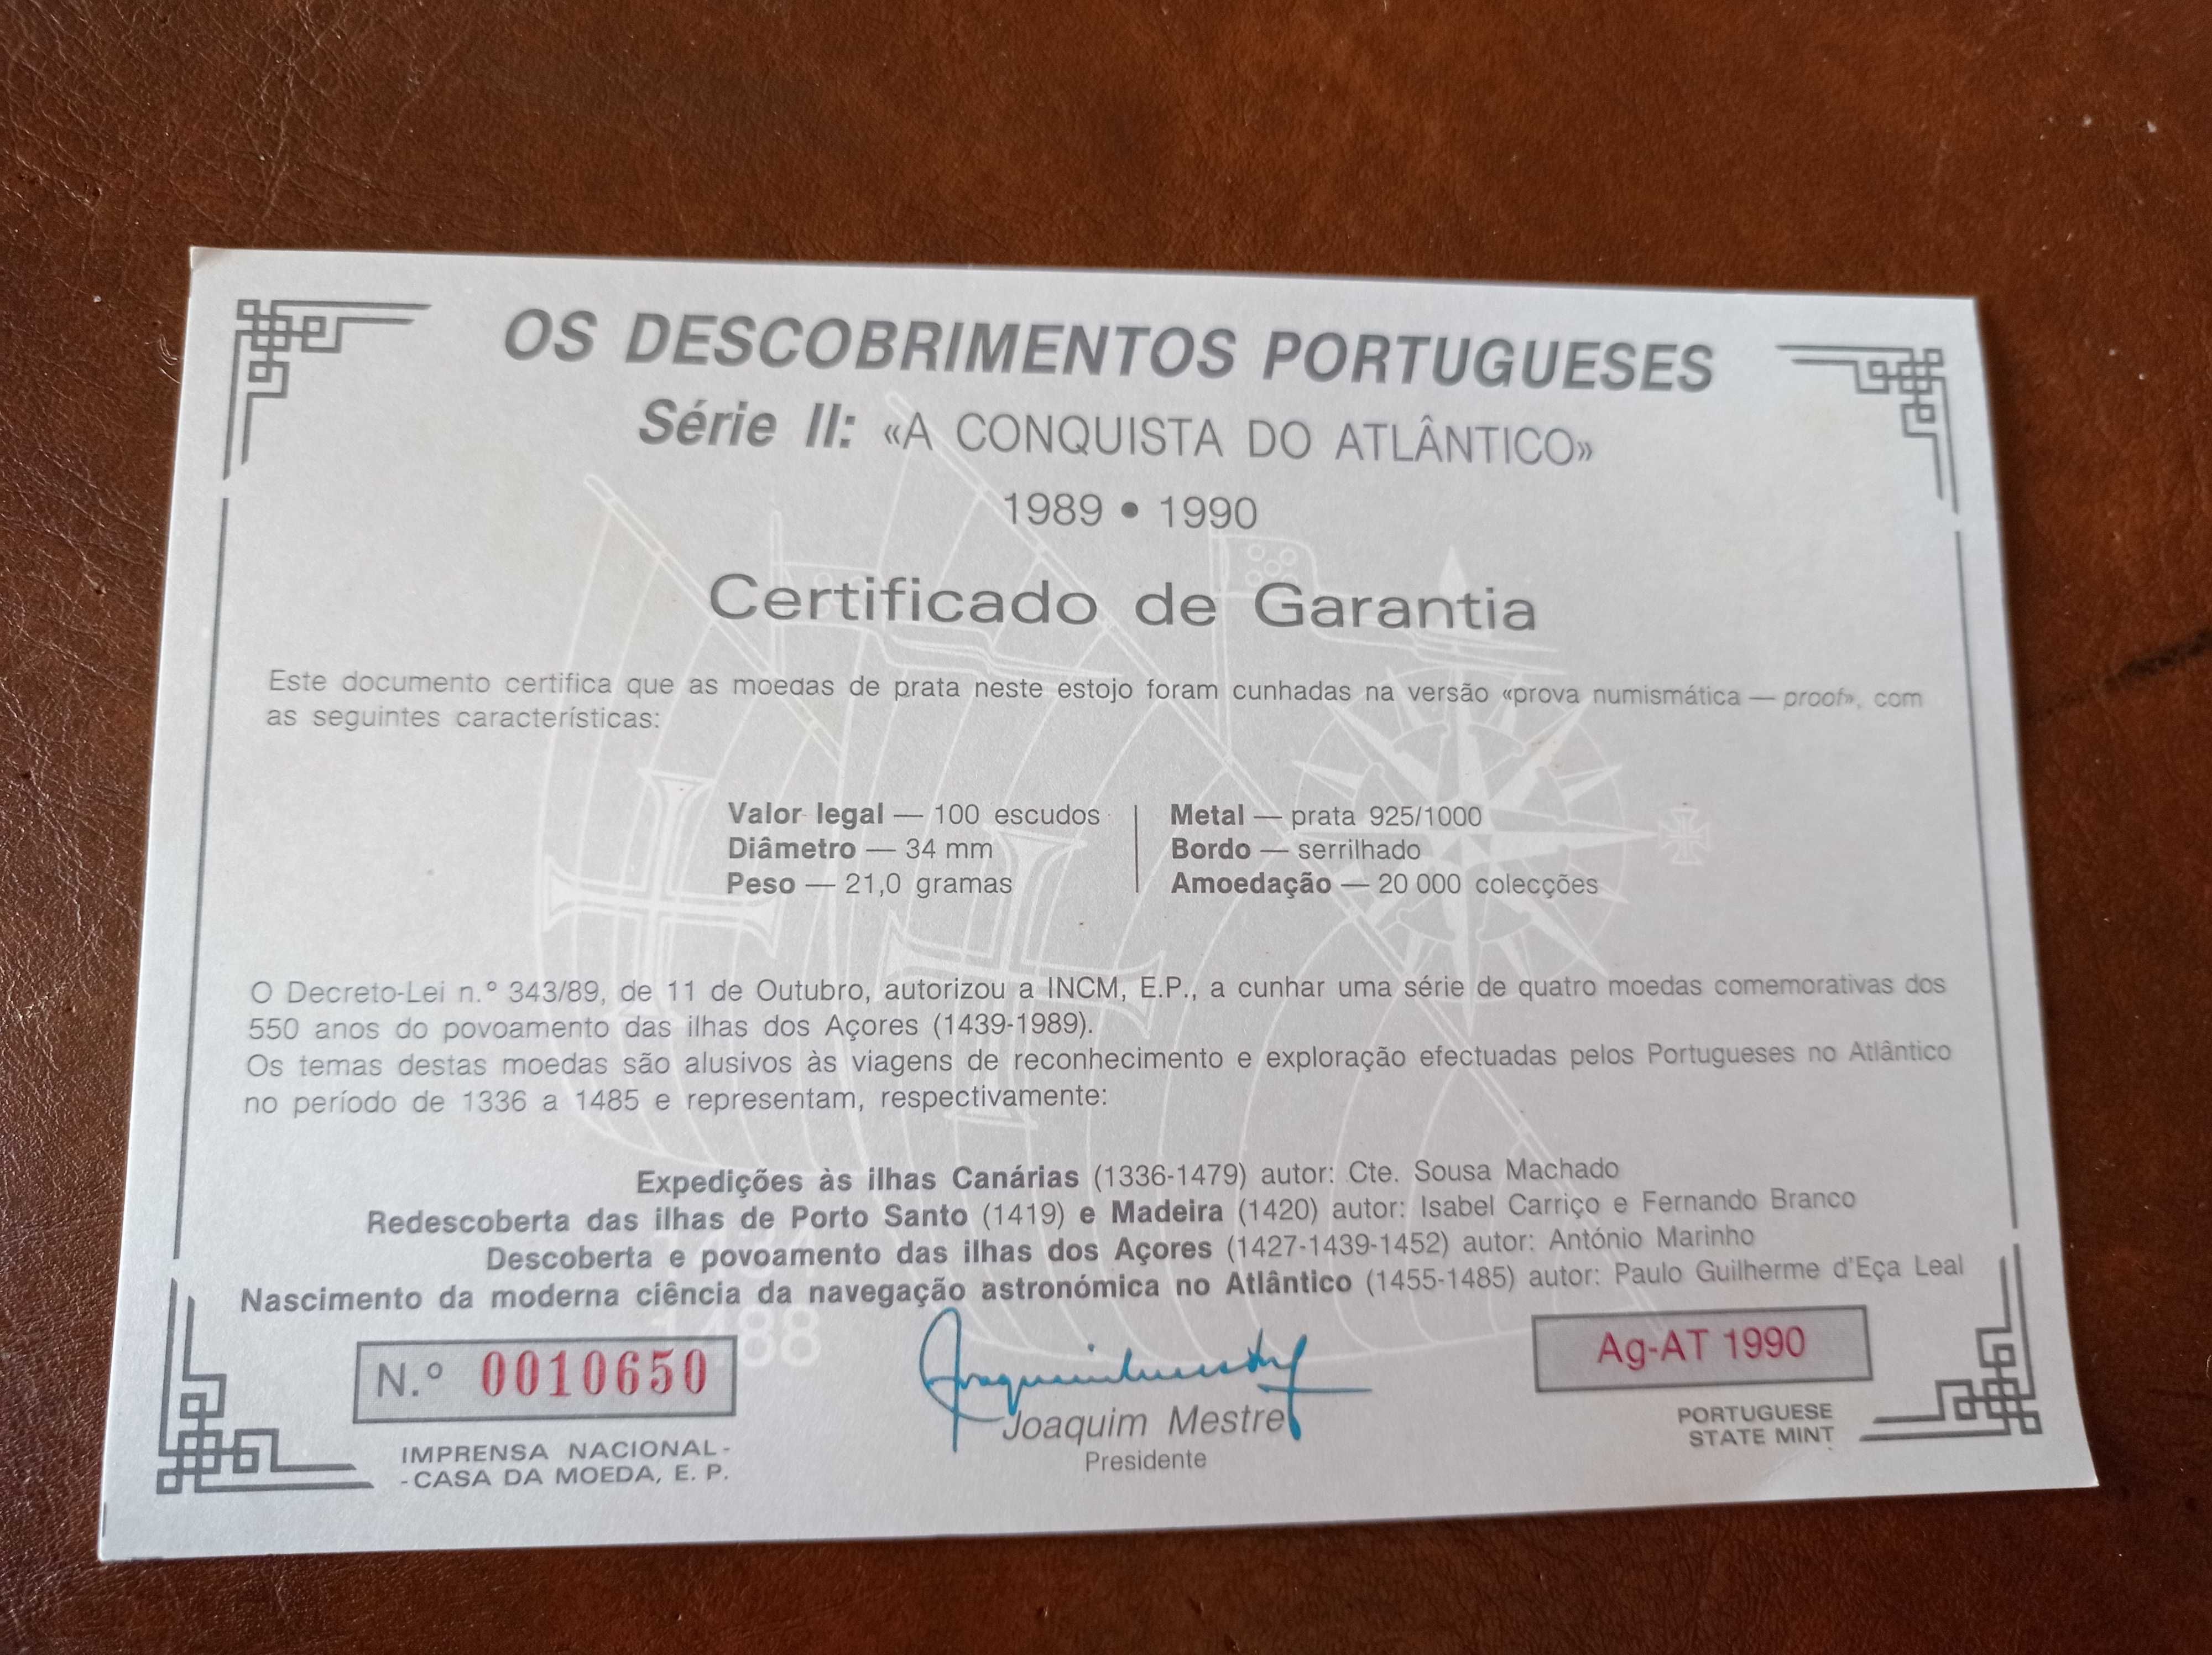 OS DESCOBRIMENTOS PORTUGUESES
Série II: «A CONQUISTA DO ATLÂNTICO»
1989 • 1990
Certificado de Garantia
Este documento certifica que as moedas de prata neste estojo foram cunhadas na versão «prova numismática — proof», com
as seguintes características:
Valor legal — 100 escudos
Diâmetro — 34 mm
Peso — 21,0 gramas
Metal — prata 925/1000
Bordo — serrilhado
Amoedação — 20 000 colecções
O Decreto-Lei n.º 343/89, de 11 de Outubro, autorizou a INCM, E.P., a cunhar uma série de quatro moedas comemorativas dos
550 anos do povoamento das ilhas dos Açores (1439-1989).
Os temas destas moedas são alusivos às viagens de reconhecimento e exploração efectuadas pelos Portugueses no Atlântico
no período de 1336 a 1485 e representam, respectivamente:
Expedições às ilhas Canárias (1336-1479) autor: Cte. Sousa Machado
Redescoberta das ilhas de Porto Santo (1419) e Madeira (1420) autor: Isabel Carriço e Fernando Branco
Descoberta e povoamento das ilhas dos Açores (1427-1439-1452) autor: António Marinho
Nascimento da moderna ciência da navegação astronómica no Atlântico (1455-1485) autor: Paulo Guilherme d'Eça Leal
N.º 0010650
IMPRENSA NACIONAL-
-CASA DA MOEDA, E. P.
Joaquim Mestre
Presidente
Ag-AT 1990
PORTUGUESE
STATE MINT